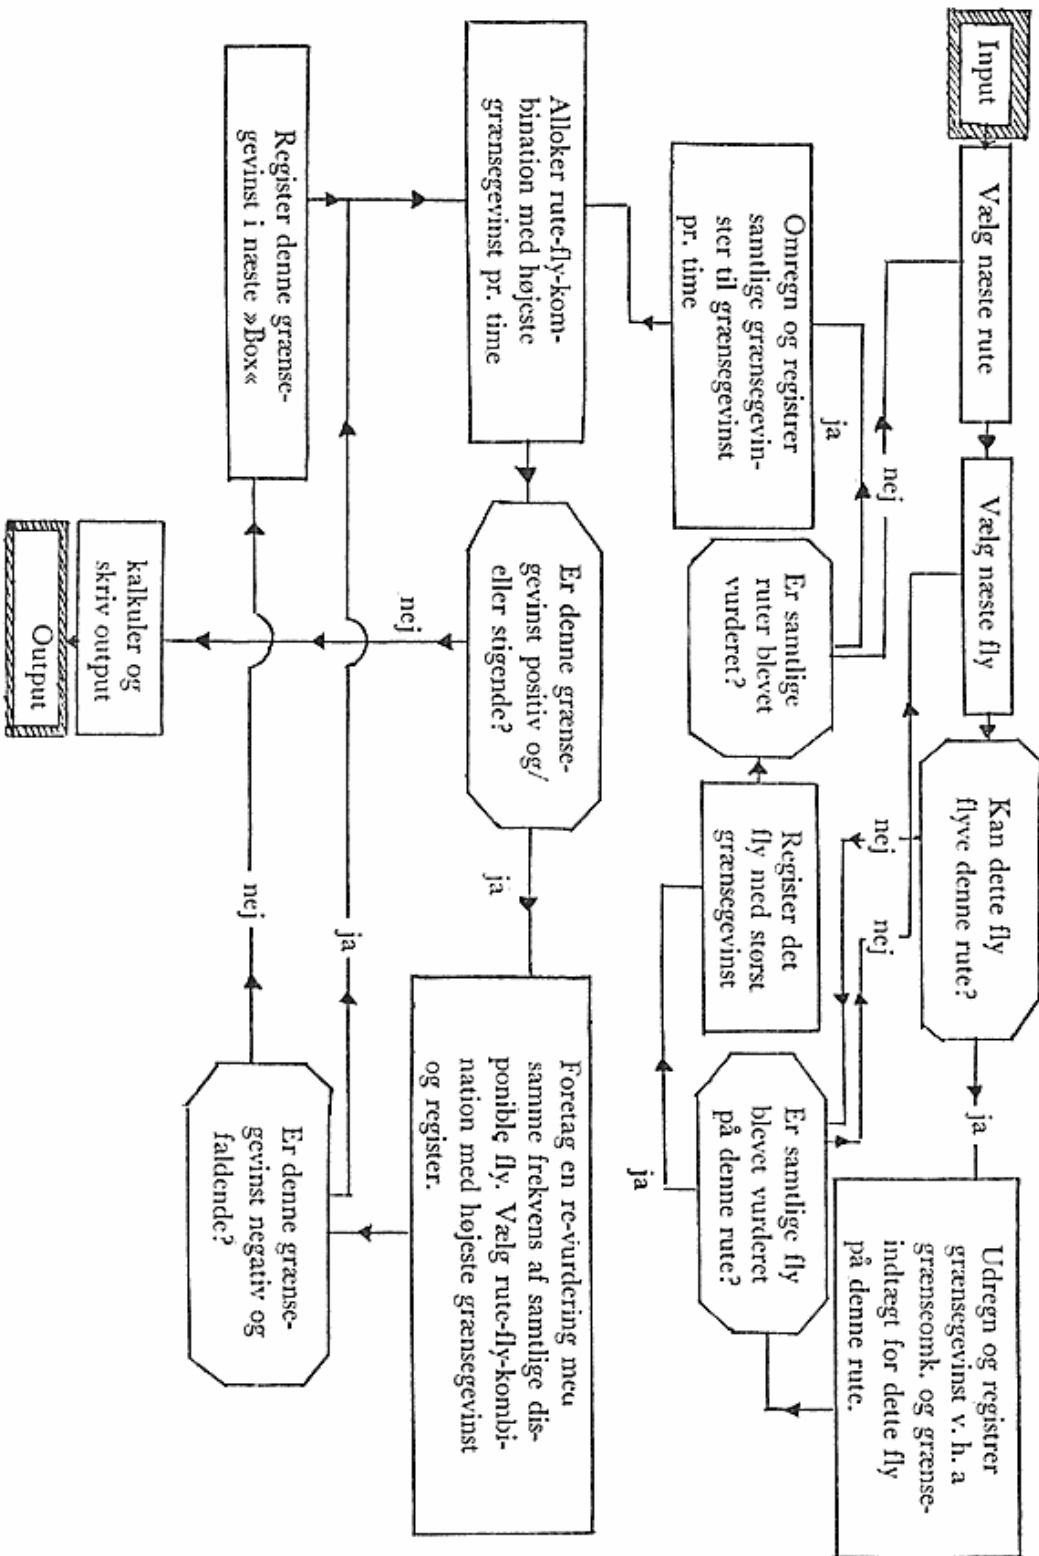 Input
Vælg næste rute
Vælg næste fly
Kan dette fly
flyve denne rute?
ja
Udregn og registrer
grænsegevinst v. h. a
grænseomk. og grænse-
indtægt for dette fly
på denne rute.
nej
nej
Er samtlige fly
blevet vurderet
på denne rute?
ja
Register det
fly med størst
grænsegevinst
Er samtlige
ruter blevet
vurderet?
nej
ja
Omregn og registrer
samtlige grænsegevin-
ster til grænsegevinst
pr. time
Alloker rute-fly-kom-
bination med højeste
grænsegevinst pr. time
Er denne grænse-
gevinst positiv og/
eller stigende?
ja
Foretag en re-vurdering meu
samme frekvens af samtlige dis-
ponible fly. Vælg rute-fly-kombi-
nation med højeste grænsegevinst
og register.
Er denne grænse-
gevinst negativ og
faldende?
ja
nej
Register denne grænse-
gevinst i næste »Box«
nej
kalkuler og
skriv output
Output